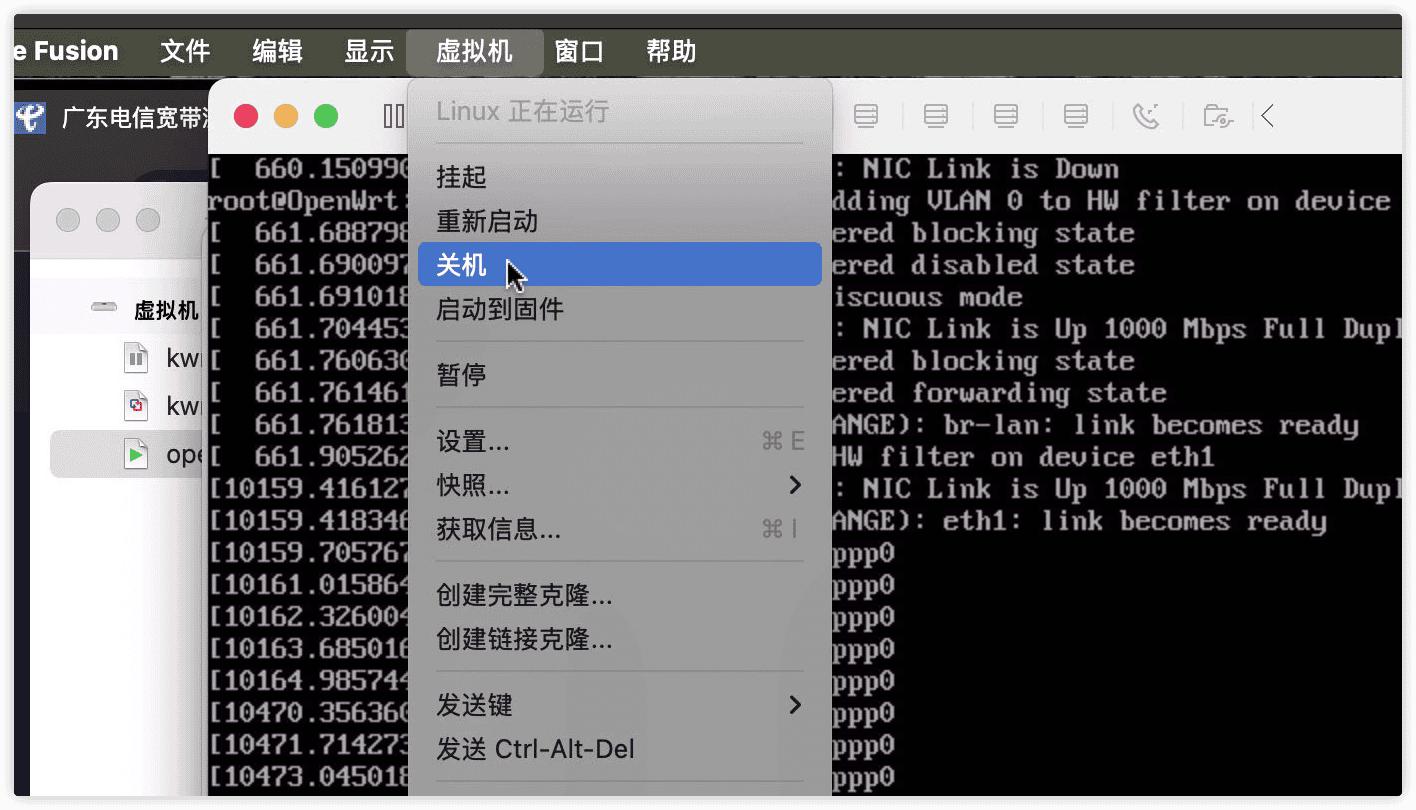 e Fusion 文件 编辑 显示 虚拟机 窗口 帮助
广东电信宽带
Linux 正在运行
挂起
重新启动
关机
启动到固件
暂停
设置... ⌘ E
快照...
获取信息... ⌘ I
创建完整克隆...
创建链接克隆...
发送键
发送 Ctrl-Alt-Del
虚拟机
kw
kw
ope
[  660.150990 : NIC Link is Down
root@OpenWrt: dding VLAN 0 to HW filter on device
[  661.688798 ered blocking state
[  661.690097 ered disabled state
[  661.691018 iscuous mode
[  661.704453 : NIC Link is Up 1000 Mbps Full Dupl
[  661.760630 ered blocking state
[  661.761461 ered forwarding state
[  661.761813 ANGE): br-lan: link becomes ready
[  661.905262 HW filter on device eth1
[10159.416127 : NIC Link is Up 1000 Mbps Full Dupl
[10159.418346 ANGE): eth1: link becomes ready
[10159.705767 ppp0
[10161.015864 ppp0
[10162.326004 ppp0
[10163.685016 ppp0
[10164.985744 ppp0
[10470.356360 ppp0
[10471.714273 ppp0
[10473.045018 ppp0